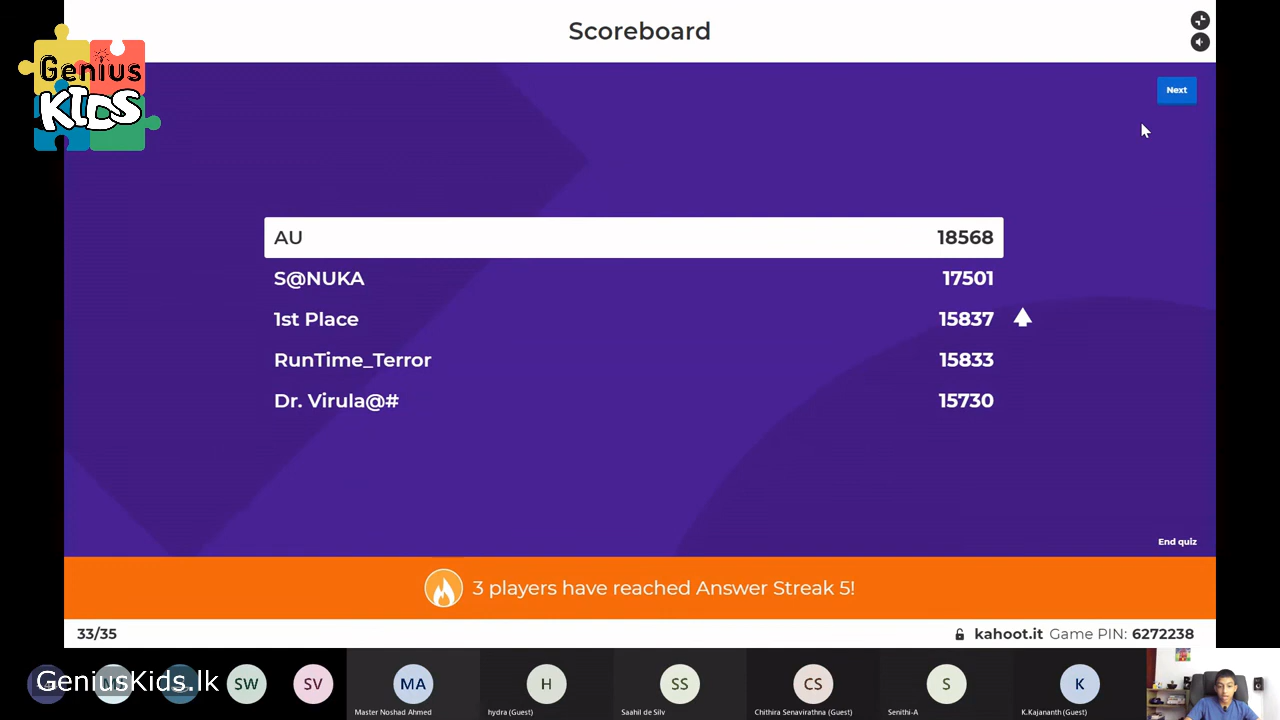 Scoreboard
Genius
KIDS
Next
AU 18568
S@NUKA 17501
1st Place 15837
RunTime_Terror 15833
Dr. Virula@# 15730
End quiz
3 players have reached Answer Streak 5!
33/35
kahoot.it Game PIN: 6272238
GeniusKids.lk
SW
SV
MA
H
SS
CS
S
K
Master Noshad Ahmed
hydra (Guest)
Saahil de Silv
Chithira Senavirathna (Guest)
Senithi-A
K.Kajananth (Guest)